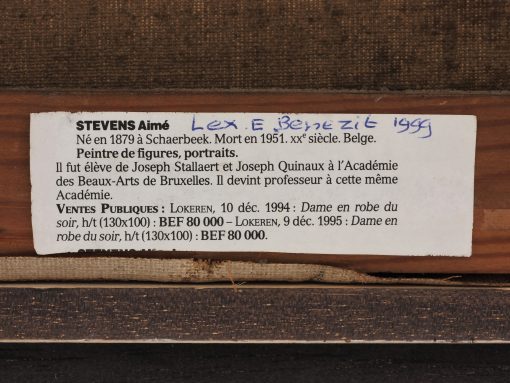 STEVENS Aimé Lex. E. Benezit 1999
Né en 1879 à Schaerbeek. Mort en 1951. XXe siècle. Belge.
Peintre de figures, portraits.
Il fut élève de Joseph Stallaert et Joseph Quinaux à l'Académie
des Beaux-Arts de Bruxelles. Il devint professeur à cette même
Académie.
VENTES PUBLIQUES : LOKEREN, 10 déc. 1994 : Dame en robe du
soir, h/t (130x100) : BEF 80 000 – LOKEREN, 9 déc. 1995 : Dame en
robe du soir, h/t (130x100) : BEF 80 000.